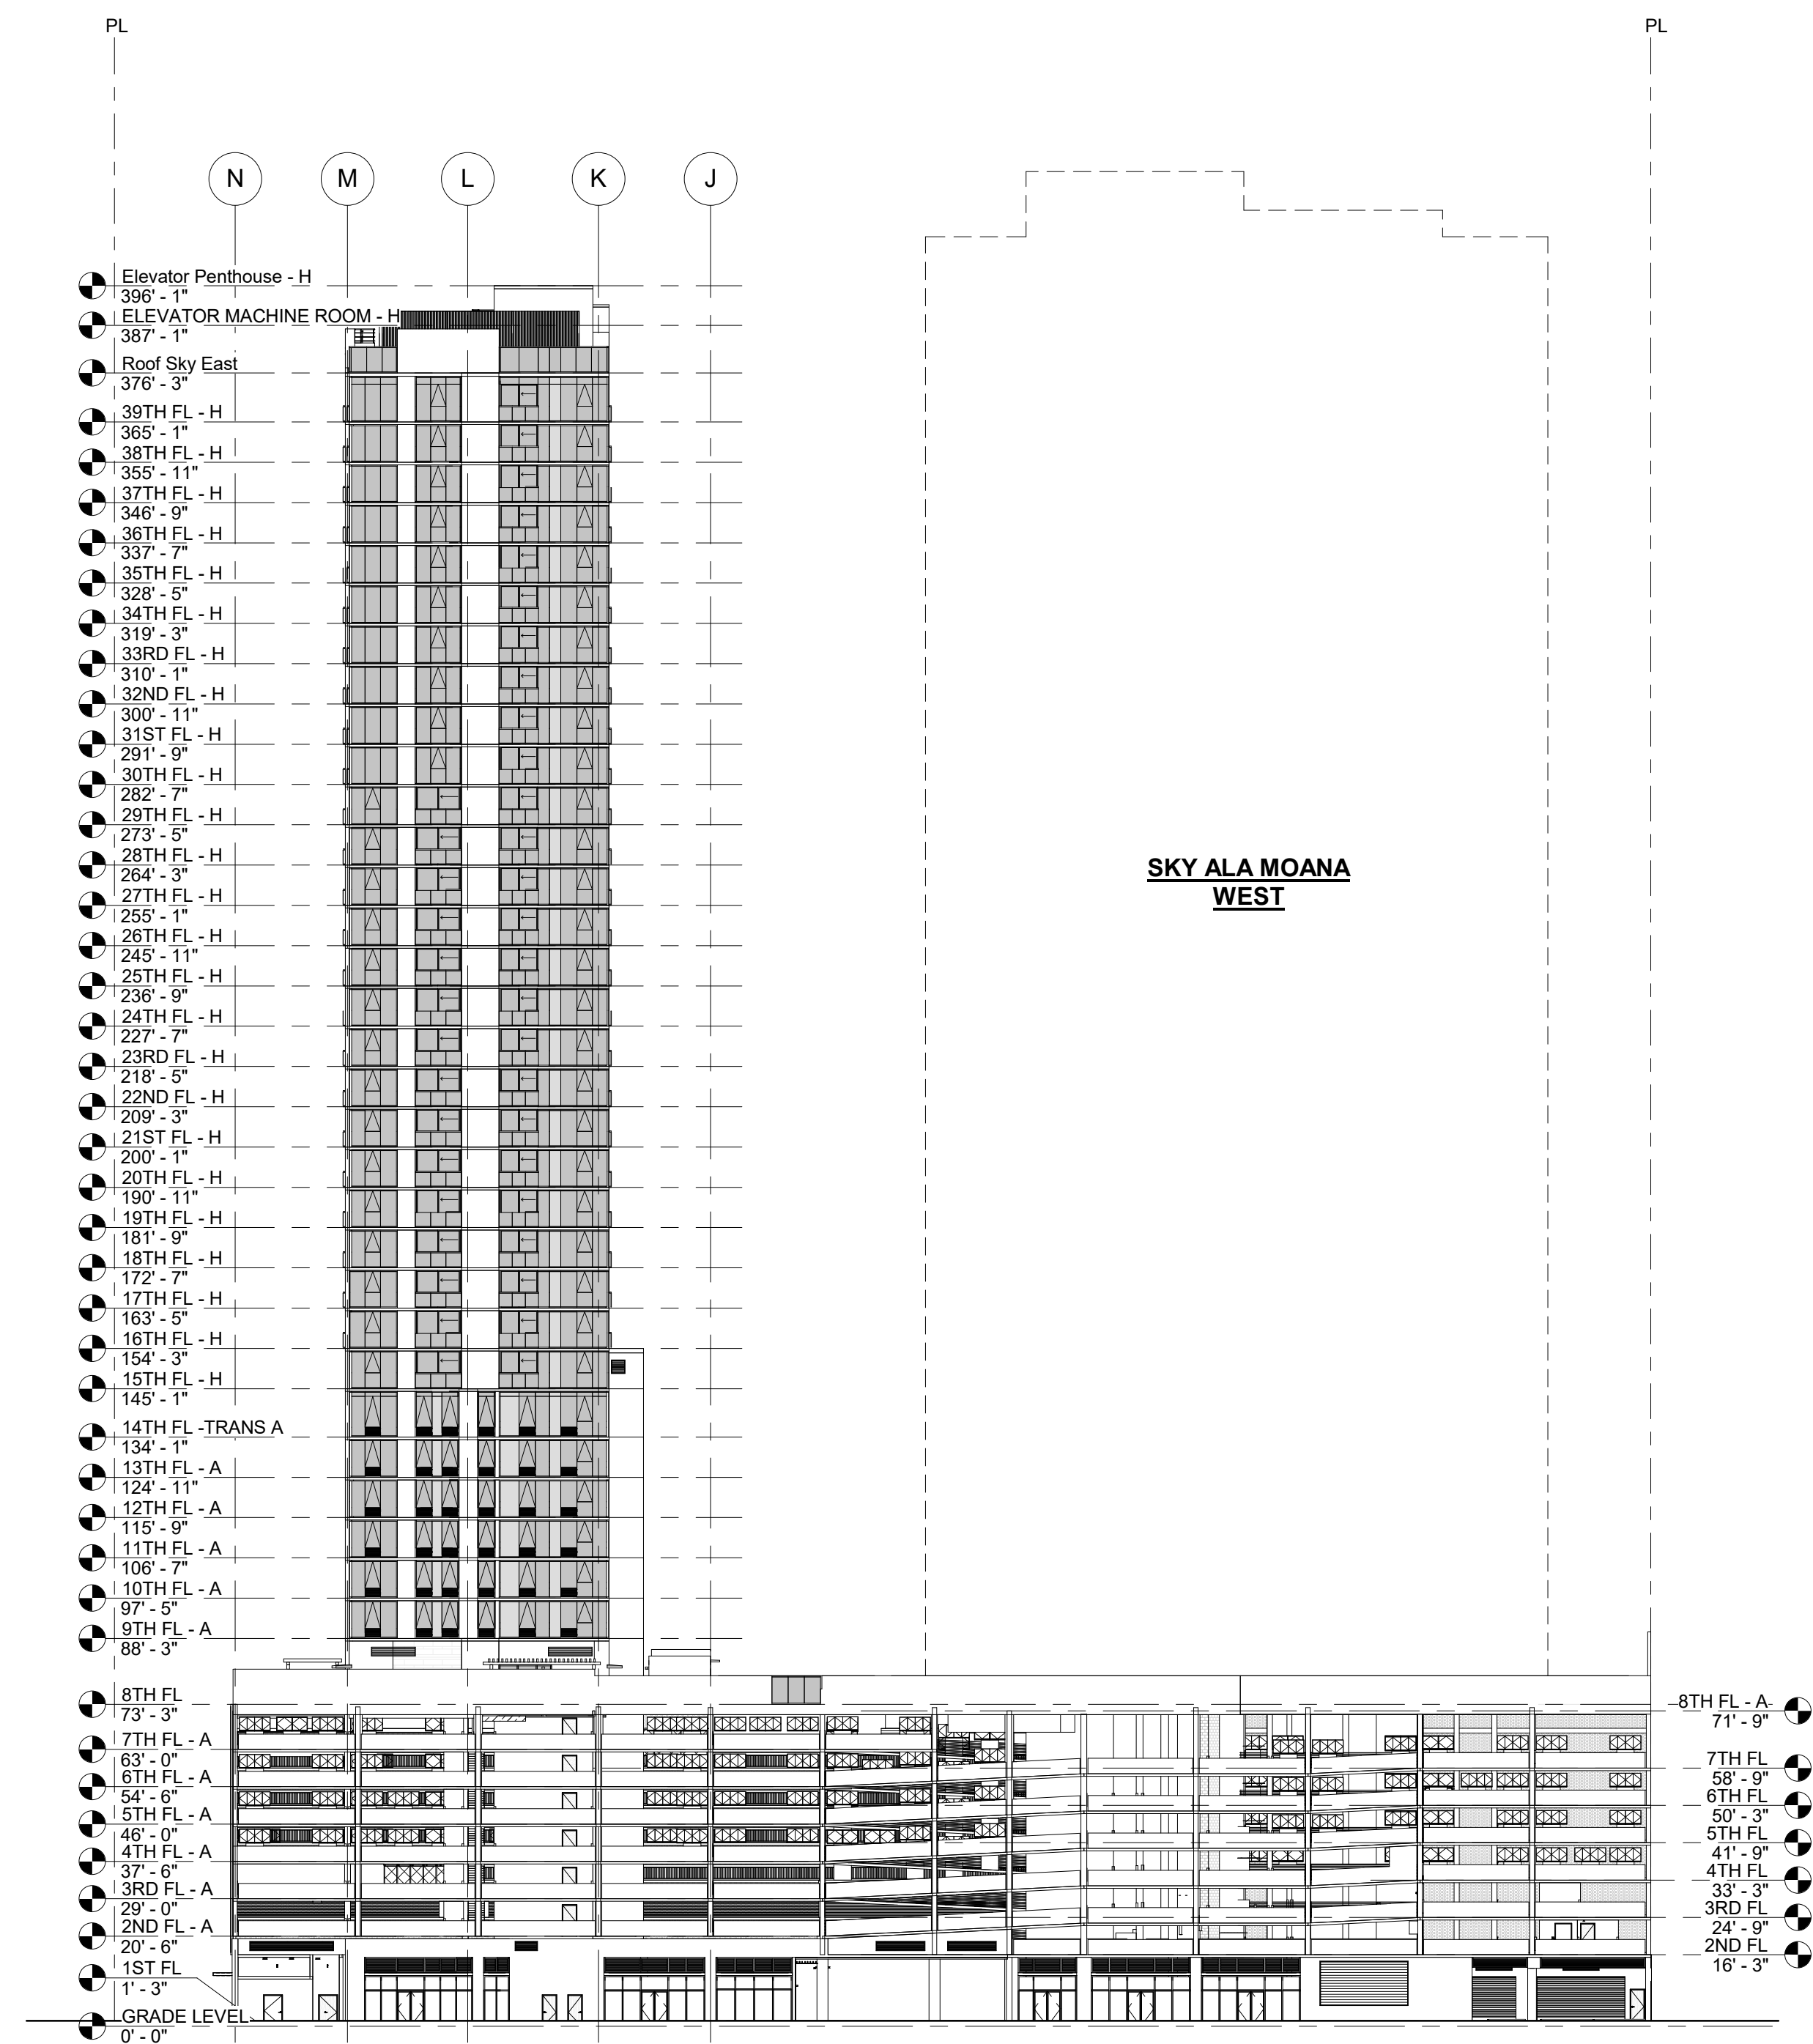 PL
PL
N
M
L
K
J
Elevator Penthouse - H
396' - 1"
ELEVATOR MACHINE ROOM - H
387' - 1"
Roof Sky East
376' - 3"
39TH FL - H
365' - 1"
38TH FL - H
355' - 11"
37TH FL - H
346' - 9"
36TH FL - H
337' - 7"
35TH FL - H
328' - 5"
34TH FL - H
319' - 3"
33RD FL - H
310' - 1"
32ND FL - H
300' - 11"
31ST FL - H
291' - 9"
30TH FL - H
282' - 7"
29TH FL - H
273' - 5"
28TH FL - H
264' - 3"
27TH FL - H
255' - 1"
26TH FL - H
245' - 11"
25TH FL - H
236' - 9"
24TH FL - H
227' - 7"
23RD FL - H
218' - 5"
22ND FL - H
209' - 3"
21ST FL - H
200' - 1"
20TH FL - H
190' - 11"
19TH FL - H
181' - 9"
18TH FL - H
172' - 7"
17TH FL - H
163' - 5"
16TH FL - H
154' - 3"
15TH FL - H
145' - 1"
14TH FL -TRANS A
134' - 1"
13TH FL - A
124' - 11"
12TH FL - A
115' - 9"
11TH FL - A
106' - 7"
10TH FL - A
97' - 5"
9TH FL - A
88' - 3"
8TH FL
73' - 3"
7TH FL - A
63' - 0"
6TH FL - A
54' - 6"
5TH FL - A
46' - 0"
4TH FL - A
37' - 6"
3RD FL - A
29' - 0"
2ND FL - A
20' - 6"
1ST FL
1' - 3"
GRADE LEVEL
0' - 0"
SKY ALA MOANA
WEST
8TH FL - A
71' - 9"
7TH FL
58' - 9"
6TH FL
50' - 3"
5TH FL
41' - 9"
4TH FL
33' - 3"
3RD FL
24' - 9"
2ND FL
16' - 3"